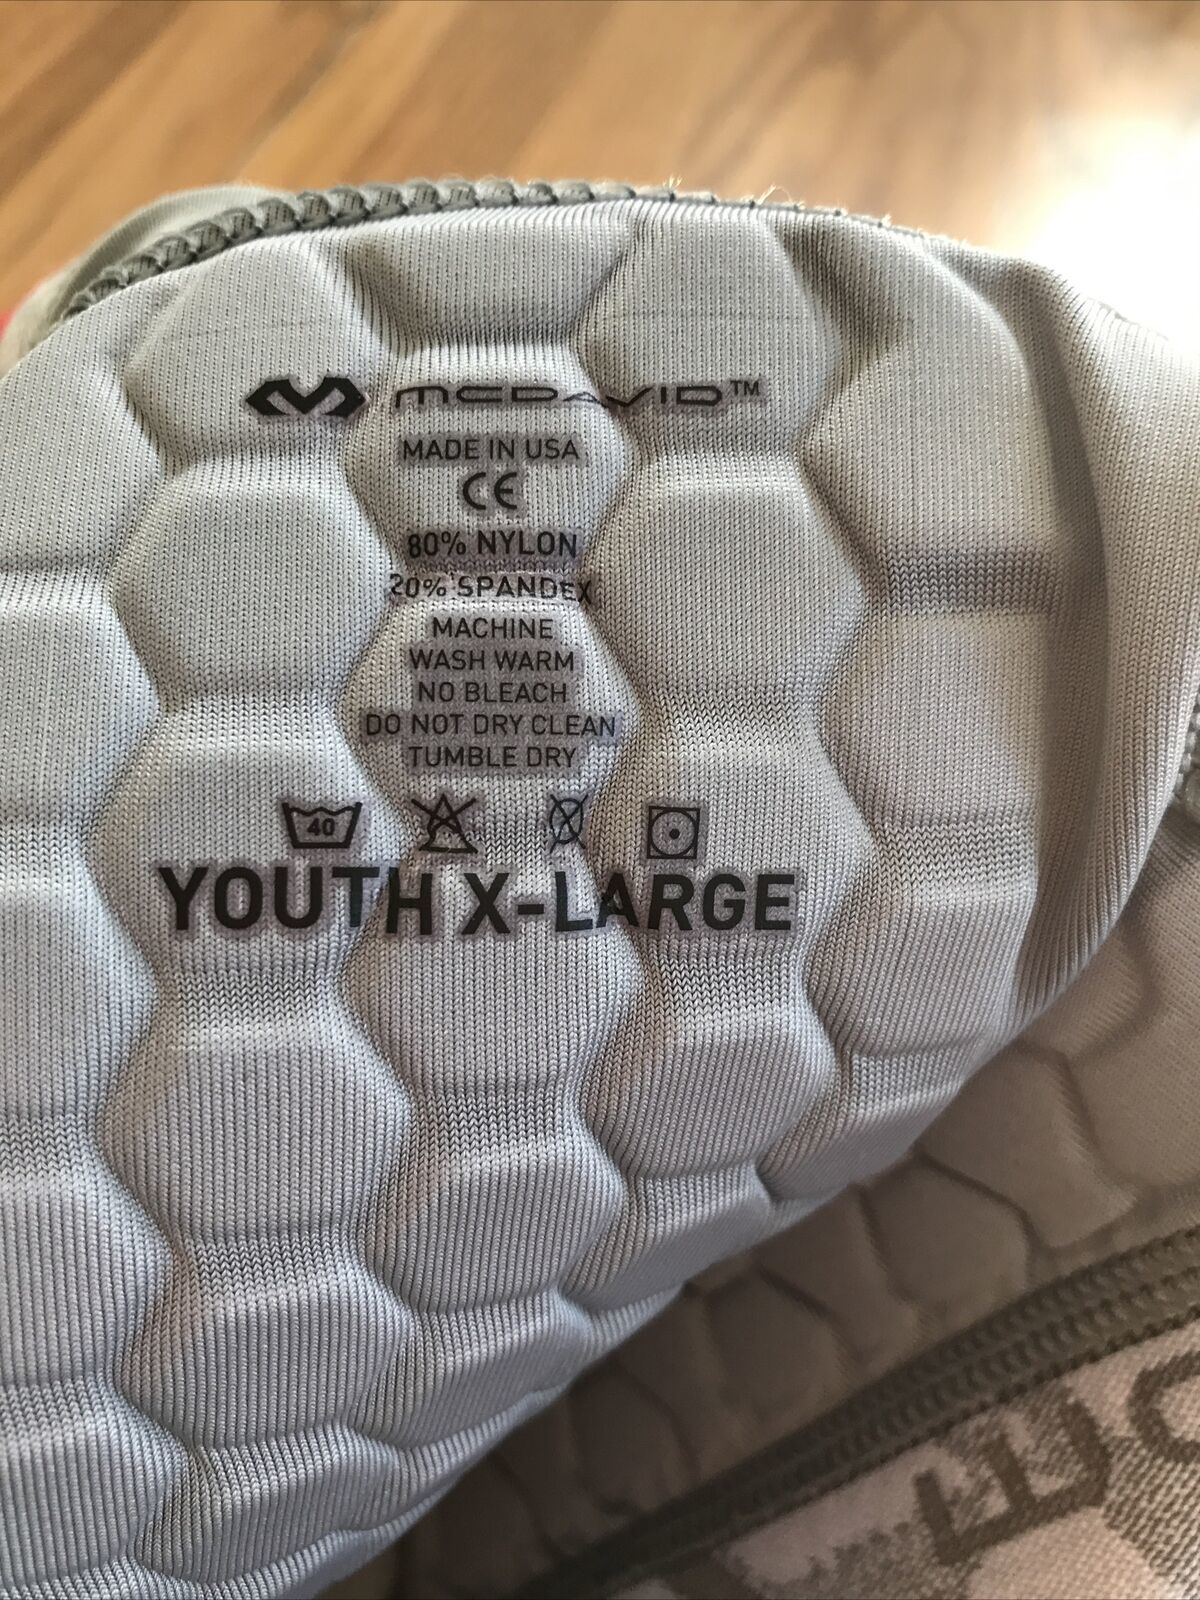 MCDAVID™
MADE IN USA
CE
80% NYLON
20% SPANDEX
MACHINE
WASH WARM
NO BLEACH
DO NOT DRY CLEAN
TUMBLE DRY
40
YOUTH X-LARGE